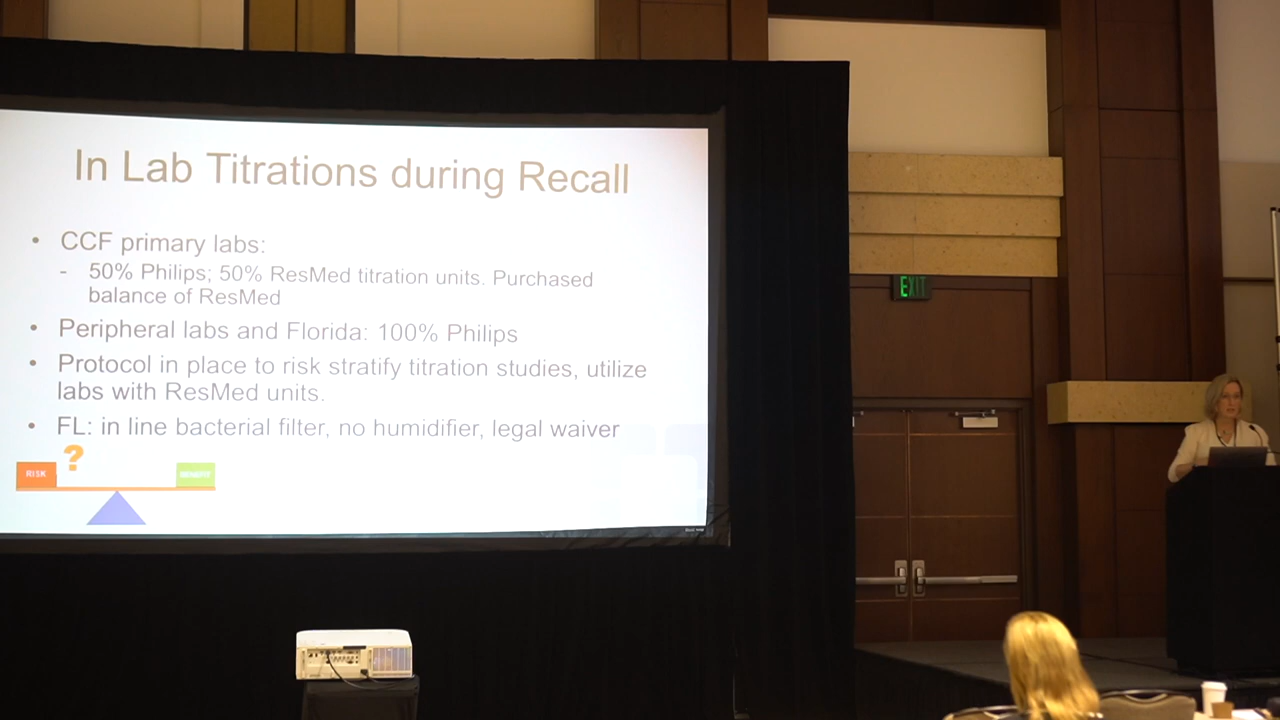 In Lab Titrations during Recall
• CCF primary labs:
- 50% Philips; 50% ResMed titration units. Purchased
balance of ResMed
• Peripheral labs and Florida: 100% Philips
• Protocol in place to risk stratify titration studies, utilize
labs with ResMed units.
• FL: in line bacterial filter, no humidifier, legal waiver
?
RISK
EXIT